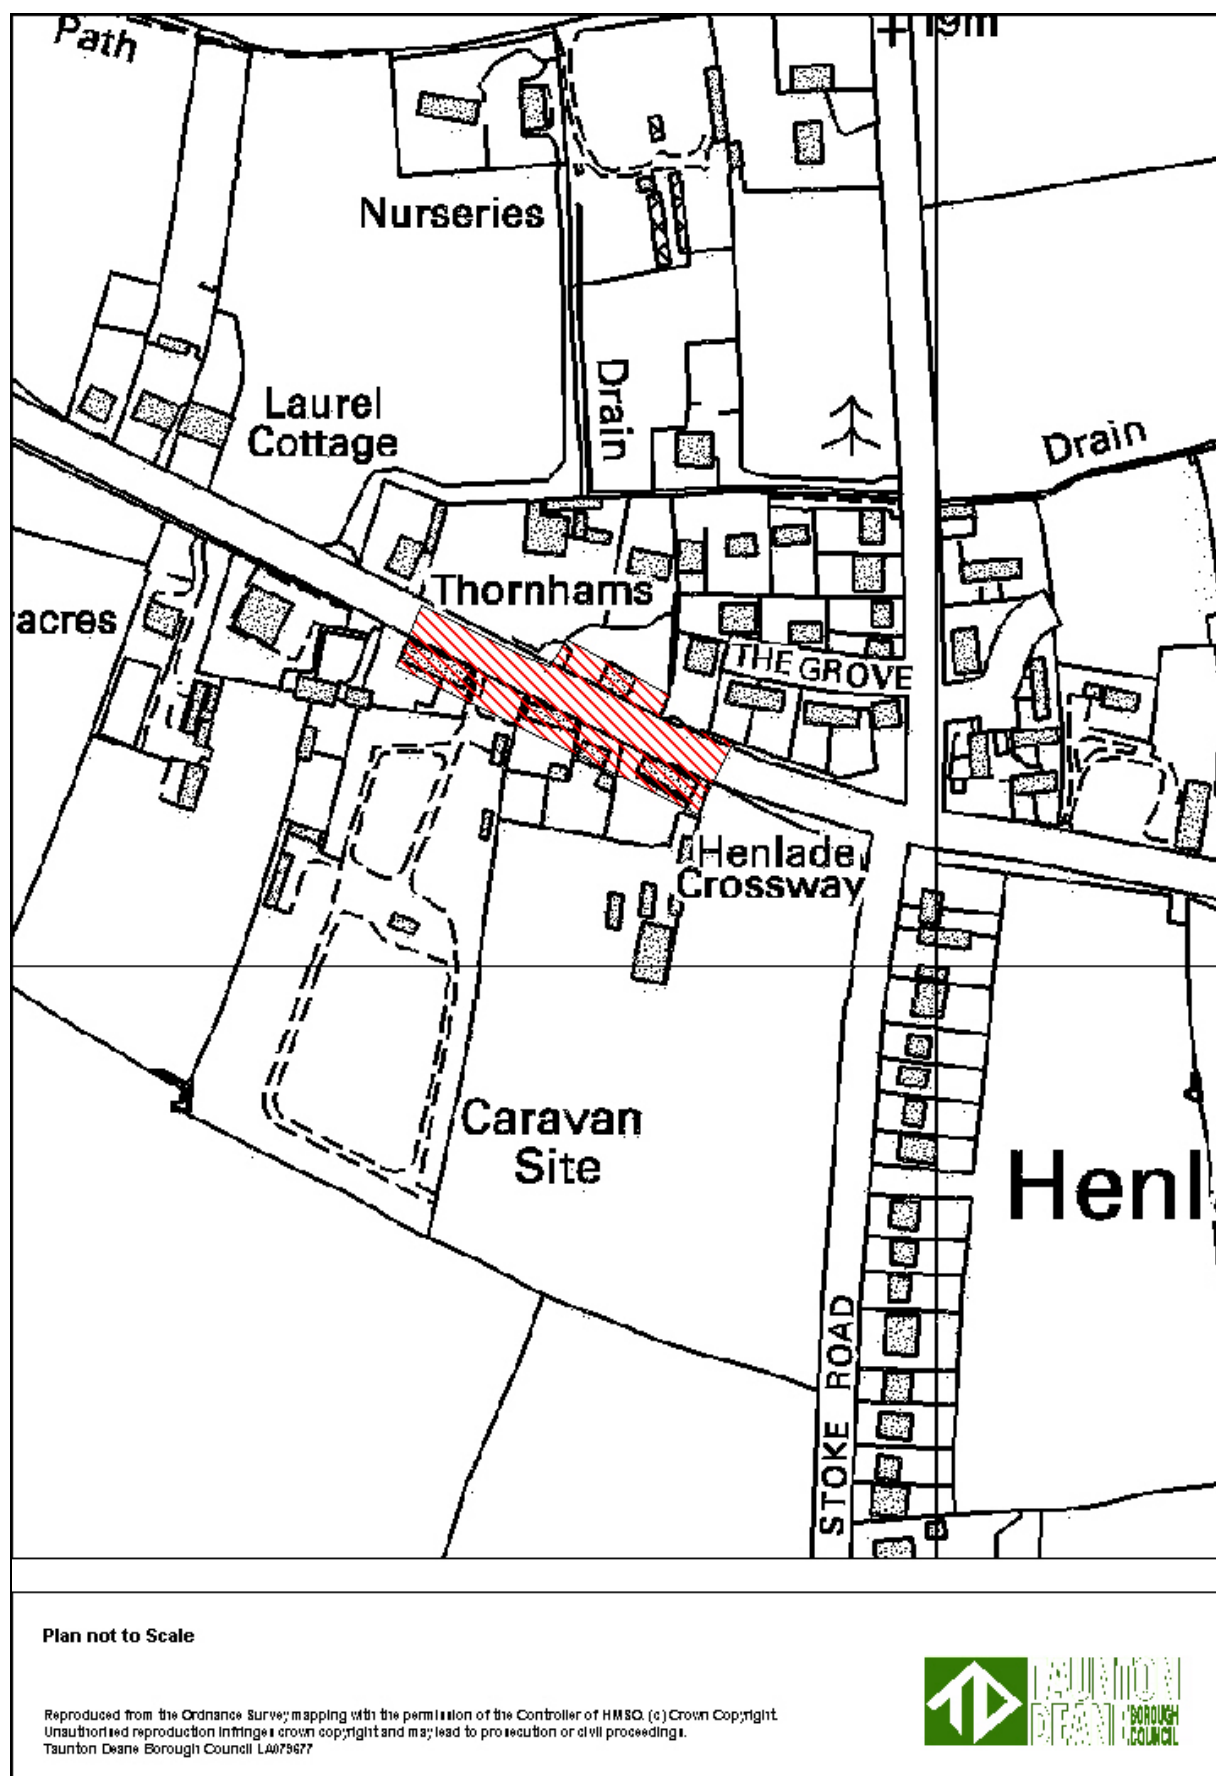 Path
19m
Nurseries
Drain
Laurel
Cottage
Drain
Thornhams
acres
THE GROVE
Henlade
Crossway
Caravan
Site
Henl
STOKE ROAD
Plan not to Scale
Reproduced from the Ordnance Survey mapping with the permission of the Controller of HMSO. (c) Crown Copyright.
Unauthorised reproduction infringes crown copyright and may lead to prosecution or civil proceedings.
Taunton Deane Borough Council LA079677
TAUNTON
DEANE BOROUGH
COUNCIL